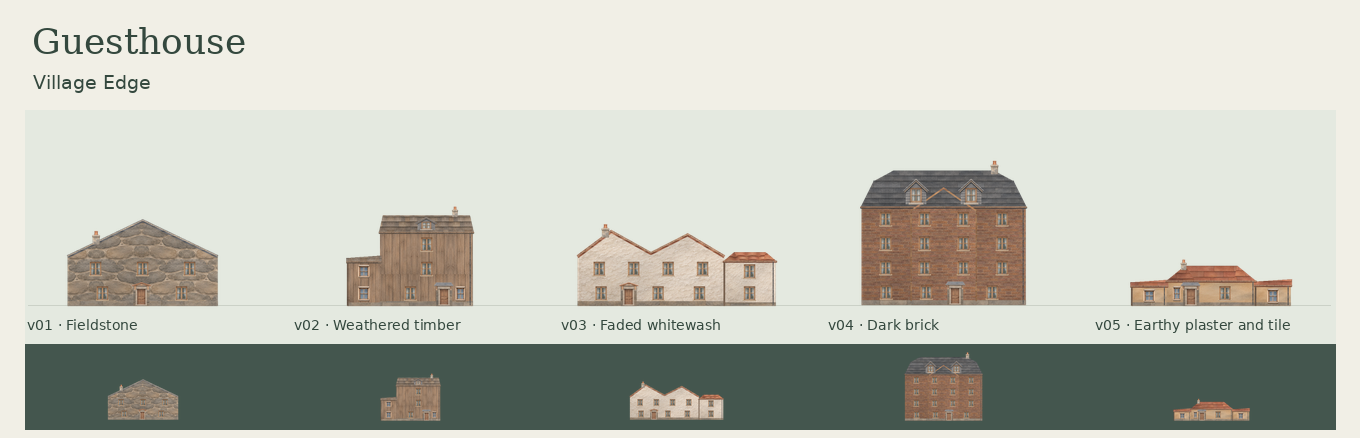 Guesthouse
Village Edge
v01 · Fieldstone
v02 · Weathered timber
v03 · Faded whitewash
v04 · Dark brick
v05 · Earthy plaster and tile